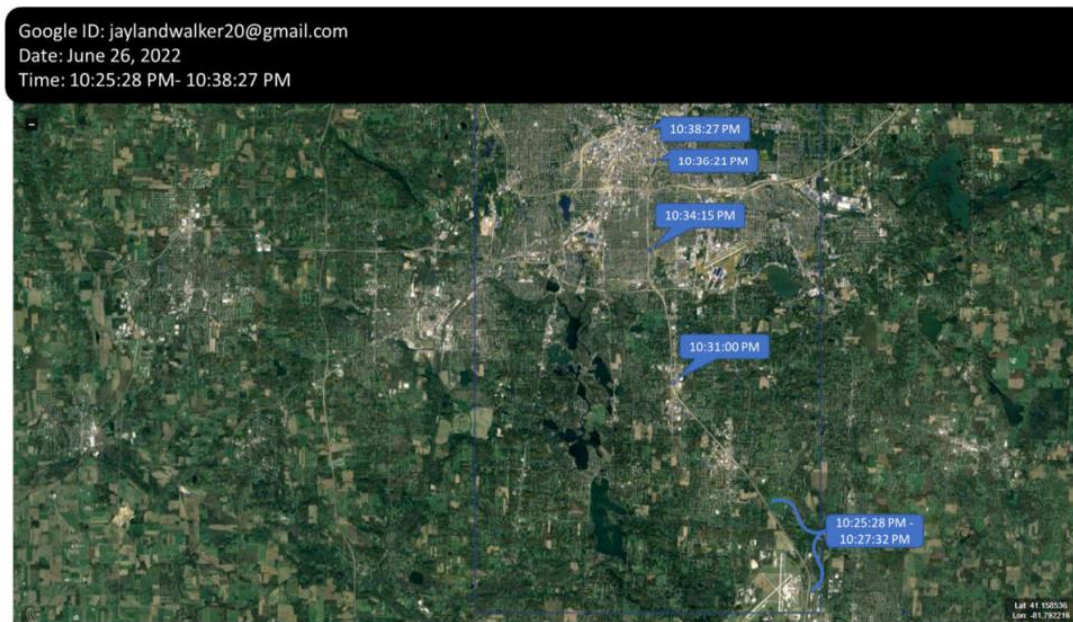 Google ID: jaylandwalker20@gmail.com
Date: June 26, 2022
Time: 10:25:28 PM- 10:38:27 PM
10:38:27 PM
10:36:21 PM
10:34:15 PM
10:31:00 PM
10:25:28 PM -
10:27:32 PM
Lat: 41.158536
Lon: -81.792216